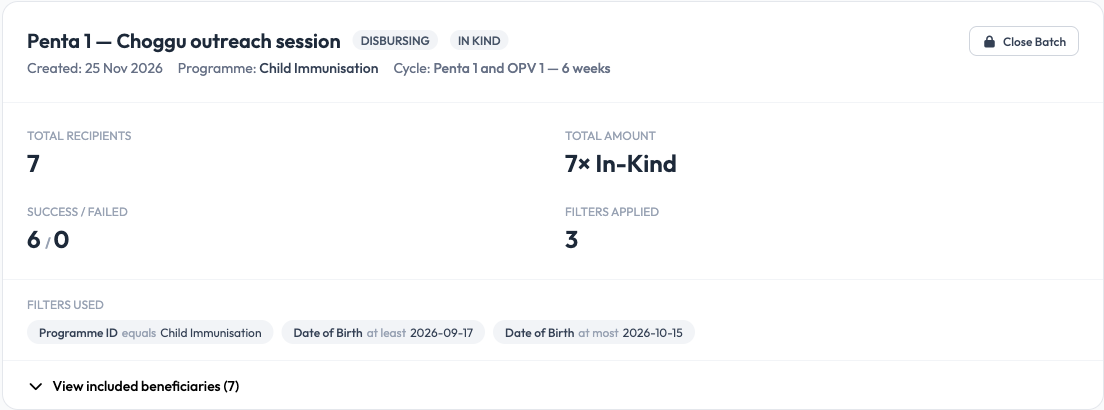 Penta 1 — Choggu outreach session DISBURSING IN KIND Close Batch
Created: 25 Nov 2026 Programme: Child Immunisation Cycle: Penta 1 and OPV 1 — 6 weeks
TOTAL RECIPIENTS TOTAL AMOUNT
7 7× In-Kind
SUCCESS / FAILED FILTERS APPLIED
6 / 0 3
FILTERS USED
Programme ID equals Child Immunisation Date of Birth at least 2026-09-17 Date of Birth at most 2026-10-15
View included beneficiaries (7)